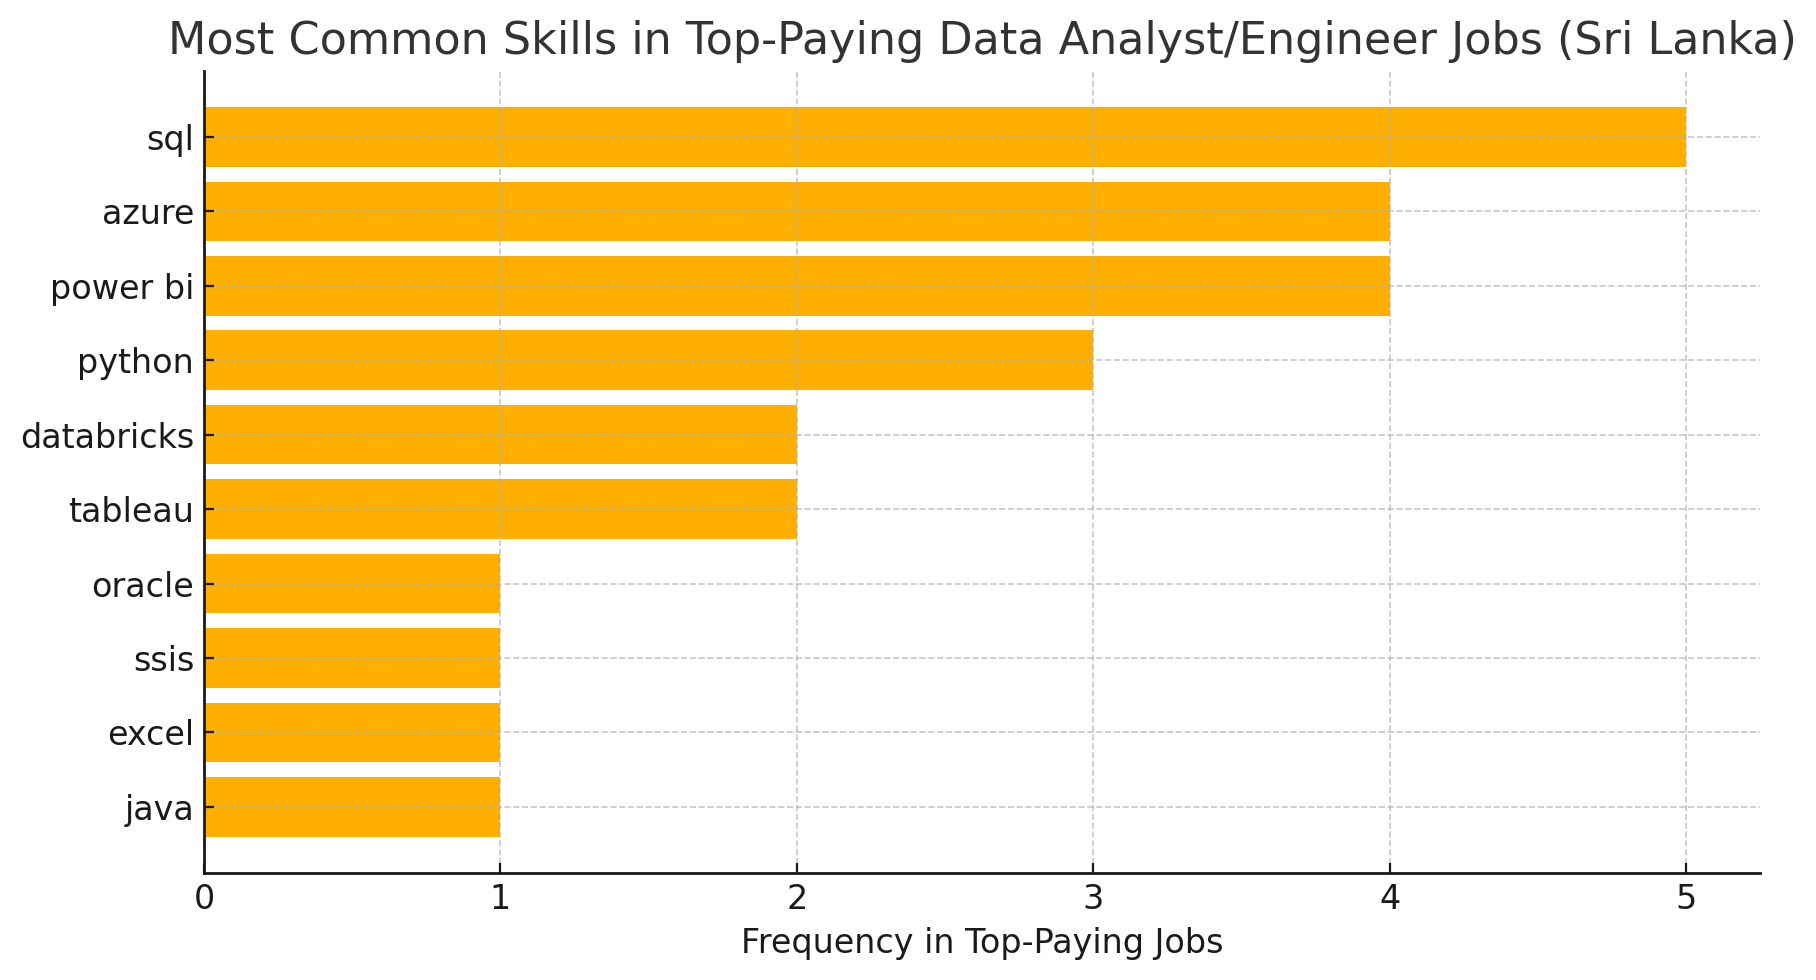 Most Common Skills in Top-Paying Data Analyst/Engineer Jobs (Sri Lanka)
sql
azure
power bi
python
databricks
tableau
oracle
ssis
excel
java
0 1 2 3 4 5
Frequency in Top-Paying Jobs